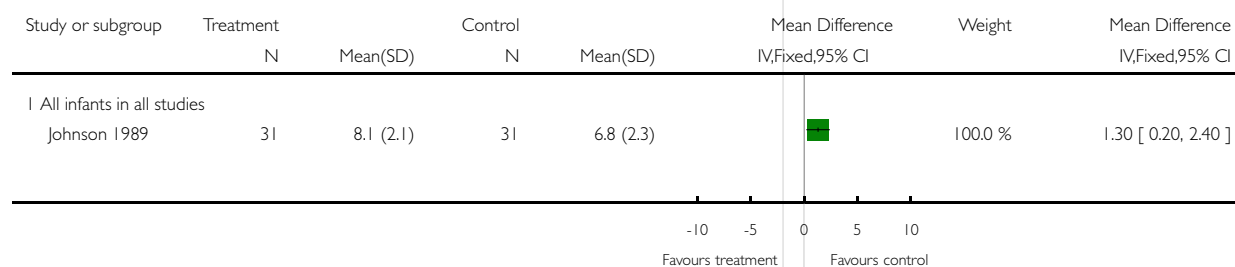 Study or subgroup Treatment Control Mean Difference Weight Mean Difference
N Mean(SD) N Mean(SD) IV,Fixed,95% CI IV,Fixed,95% CI
1 All infants in all studies
Johnson 1989 31 8.1 (2.1) 31 6.8 (2.3) 100.0 % 1.30 [ 0.20, 2.40 ]
-10 -5 0 5 10
Favours treatment Favours control